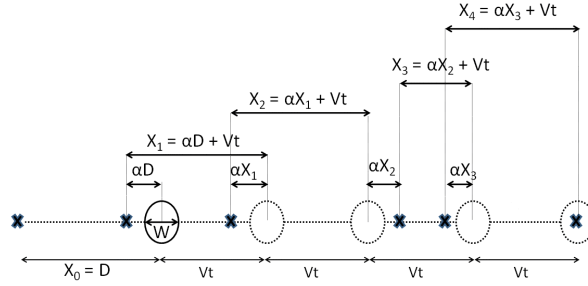 X₄ = αX₃ + Vt
X₃ = αX₂ + Vt
X₂ = αX₁ + Vt
X₁ = αD + Vt
αD
αX₁
αX₂
αX₃
W
X₀ = D
Vt
Vt
Vt
Vt